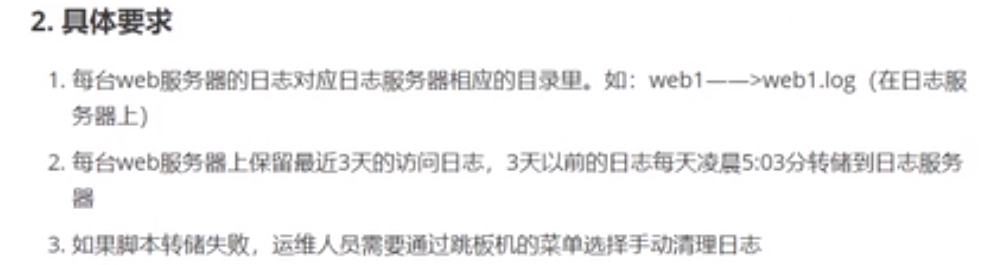 2. 具体要求
1. 每台web服务器的日志对应日志服务器相应的目录里。如：web1——>web1.log（在日志服
务器上）
2. 每台web服务器上保留最近3天的访问日志，3天以前的日志每天凌晨5:03分转储到日志服务
器
3. 如果脚本转储失败，运维人员需要通过跳板机的菜单选择手动清理日志